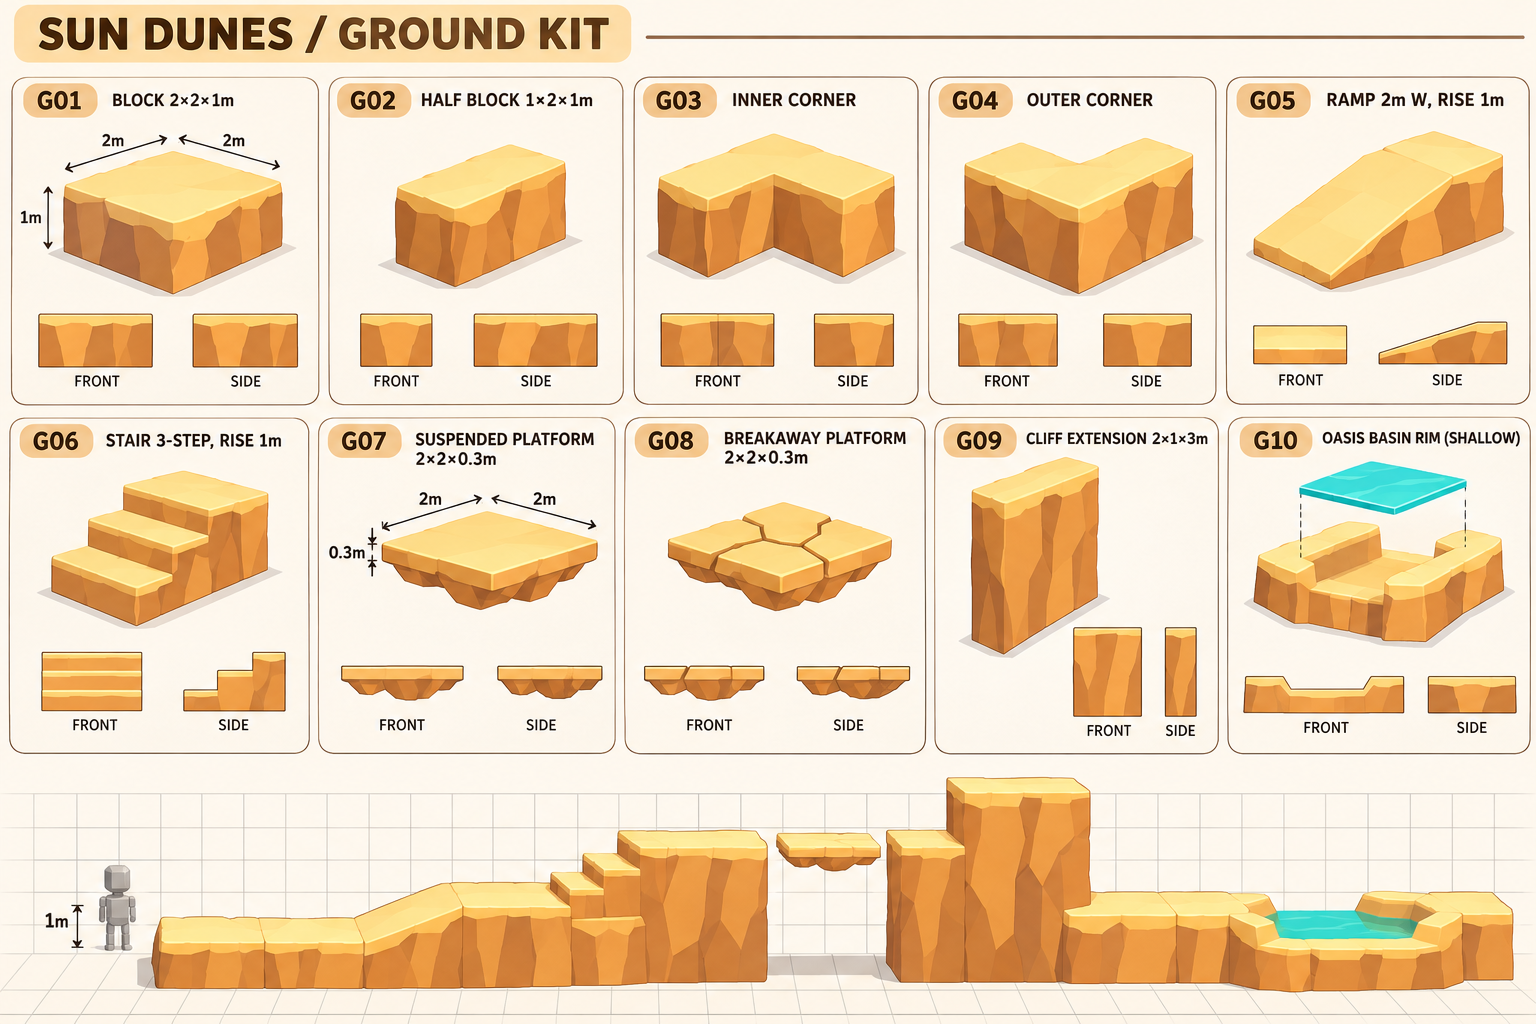 SUN DUNES / GROUND KIT
G01 BLOCK 2×2×1m
2m
2m
1m
FRONT
SIDE
G02 HALF BLOCK 1×2×1m
FRONT
SIDE
G03 INNER CORNER
FRONT
SIDE
G04 OUTER CORNER
FRONT
SIDE
G05 RAMP 2m W, RISE 1m
FRONT
SIDE
G06 STAIR 3-STEP, RISE 1m
FRONT
SIDE
G07 SUSPENDED PLATFORM
2×2×0.3m
2m
2m
0.3m
FRONT
SIDE
G08 BREAKAWAY PLATFORM
2×2×0.3m
FRONT
SIDE
G09 CLIFF EXTENSION 2×1×3m
FRONT
SIDE
G10 OASIS BASIN RIM (SHALLOW)
FRONT
SIDE
1m